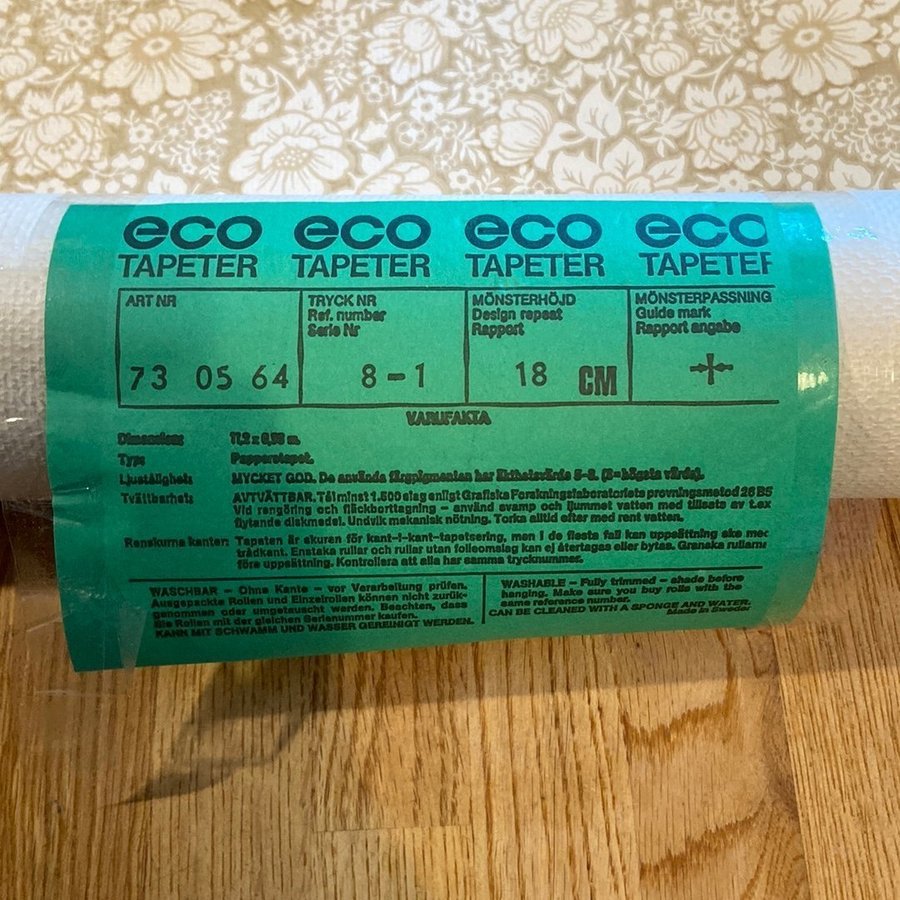 eco eco eco eco
TAPETER TAPETER TAPETER TAPETER
ART NR
73 05 64
TRYCK NR
Ref. number
Serie Nr
8-1
MÖNSTERHÖJD
Design repeat
Rapport
18 CM
MÖNSTERPASSNING
Guide mark
Rapport angabe
VARUFAKTA
Dimensions
Type Papperstapet.
Ljusäkthet MYCKET GOD. De använda färgpigmenten har ljusäkthetsvärde (8=högsta värde).
Tvättbarhet: AVTVÄTTBAR. Tål minst 1.500 slag enligt Grafiska Forskningslaboratoriets provningsmetod 26 B5
Vid rengöring och fläckborttagning - använd svamp och ljummet vatten med tillsats av t.ex
flytande diskmedel. Undvik mekanisk nötning. Torka alltid efter med rent vatten.
Renskurna kanter: Tapeten är skuren för kant-i-kant-tapetsering, men i de flesta fall kan uppsättning ske med
trådkant. Enstaka rullar och rullar utan folieomslag kan ej återtagas eller bytas. Granska rullarna
före uppsättning. Kontrollera att alla har samma trycknummer.
WASCHBAR - Ohne Kante - vor Verarbeitung prüfen.
Ausgepackte Rollen und Einzelrollen können nicht zurük-
genommen oder umgetauscht werden. Beachten, dass
Sie Rollen mit der gleichen Seriennummer kaufen.
KANN MIT SCHWAMM UND WASSER GEREINIGT WERDEN.
WASHABLE - Fully trimmed - shade before
hanging. Make sure you buy rolls with the
same reference number.
CAN BE CLEANED WITH A SPONGE AND WATER.
Made in Sweden